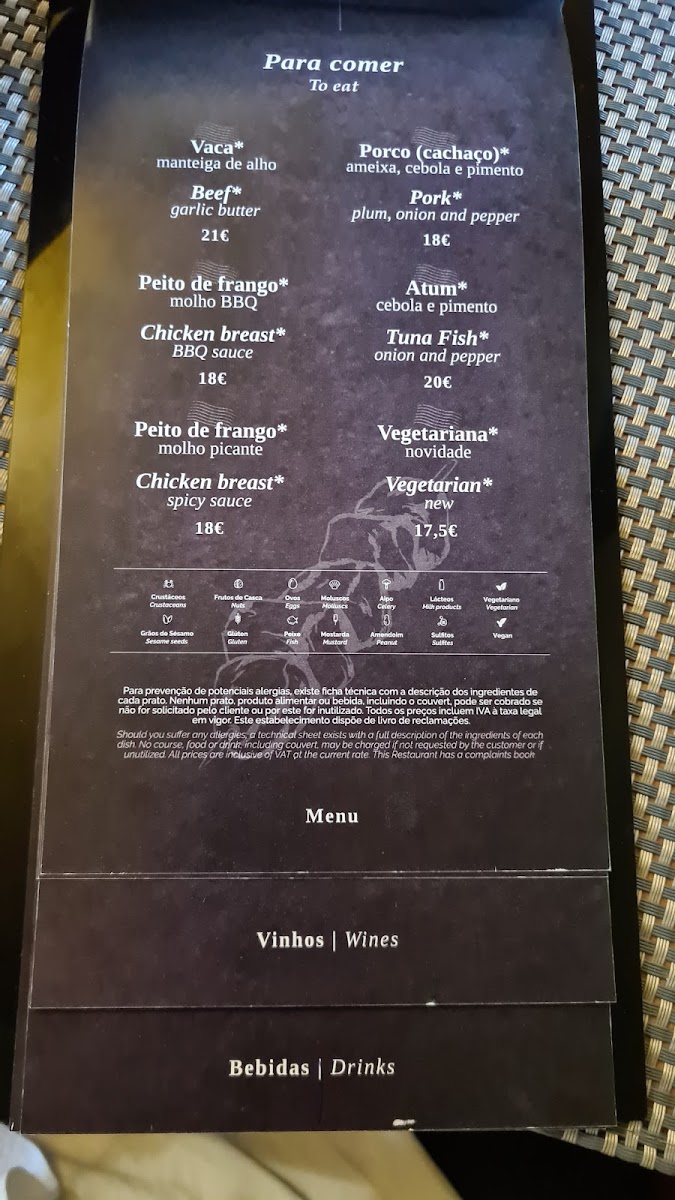 Para comer
To eat
Vaca*
manteiga de alho
Beef*
garlic butter
21€
Porco (cachaço)*
ameixa, cebola e pimento
Pork*
plum, onion and pepper
18€
Peito de frango*
molho BBQ
Chicken breast*
BBQ sauce
18€
Atum*
cebola e pimento
Tuna Fish*
onion and pepper
20€
Peito de frango*
molho picante
Chicken breast*
spicy sauce
18€
Vegetariana*
novidade
Vegetarian*
new
17,5€
Crustáceos
Crustaceans
Frutos de Casca
Nuts
Ovos
Eggs
Moluscos
Molluscs
Aipo
Celery
Lácteos
Milk products
Vegetariano
Vegetarian
Grãos de Sésamo
Sesame seeds
Glúten
Gluten
Peixe
Fish
Mostarda
Mustard
Amendoim
Peanut
Sulfitos
Sulfites
Vegan
Para prevenção de potenciais alergias, existe ficha técnica com a descrição dos ingredientes de
cada prato. Nenhum prato, produto alimentar ou bebida, incluindo o couvert, pode ser cobrado se
não for solicitado pelo cliente ou por este for inutilizado. Todos os preços incluem IVA à taxa legal
em vigor. Este estabelecimento dispõe de livro de reclamações.
Should you suffer any allergies, a technical sheet exists with a full description of the ingredients of each
dish. No course, food or drink, including couvert, may be charged if not requested by the customer or if
unutilized. All prices are inclusive of VAT at the current rate. This Restaurant has a complaints book
Menu
Vinhos | Wines
Bebidas | Drinks